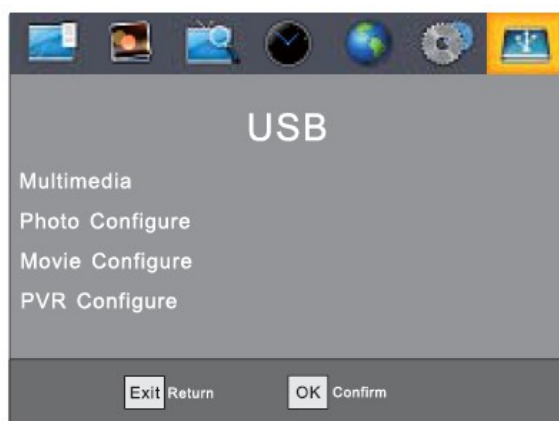 USB
Multimedia
Photo Configure
Movie Configure
PVR Configure
Exit Return OK Confirm